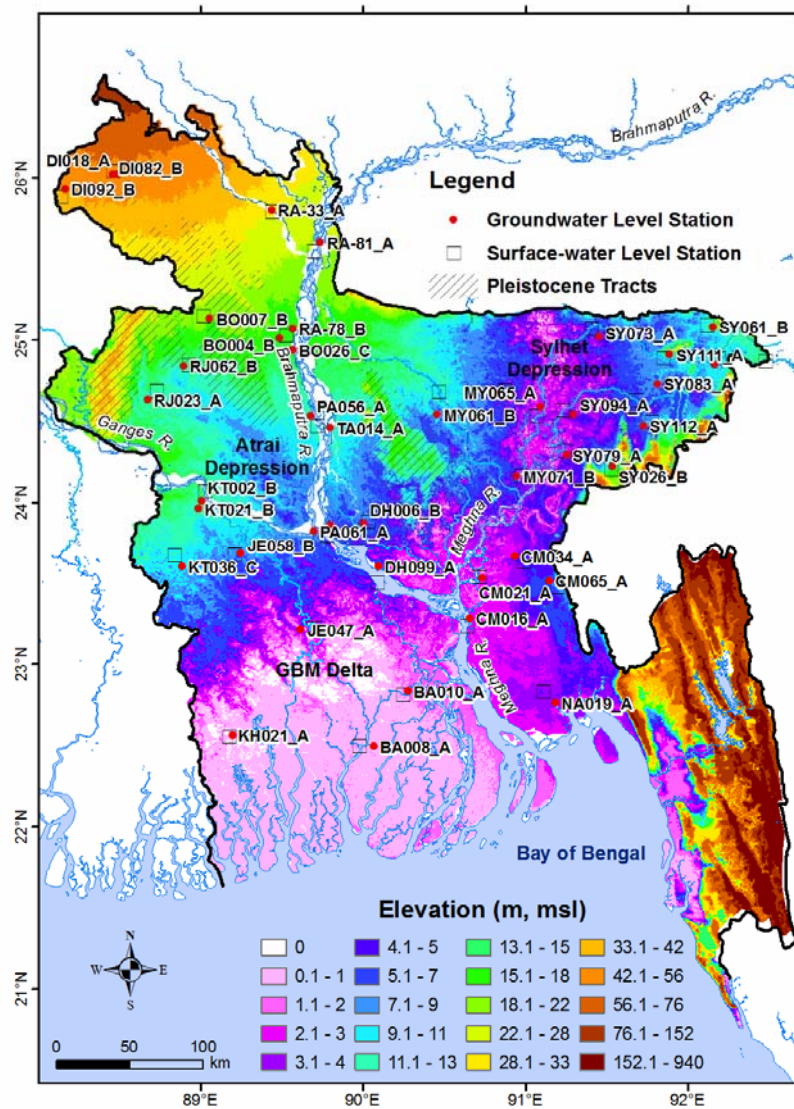 Brahmaputra R.
26°N
DI018_A
DI082_B
DI092_B
Legend
Groundwater Level Station
Surface-water Level Station
Pleistocene Tracts
RA-33_A
RA-81_A
25°N
BO007_B
RA-78_B
BO004_B
BO026_C
Brahmaputra R.
SY073_A
SY061_B
Sylhet
Depression
SY111_A
RJ062_B
SY083_A
RJ023_A
MY065_A
PA056_A
MY061_B
SY094_A
TA014_A
SY112_A
Ganges R.
Atrai
Depression
SY079_A
SY026_B
MY071_B
24°N
KT002_B
KT021_B
DH006_B
Meghna R.
PA061_A
JE058_B
KT036_C
DH099_A
CM034_A
CM065_A
CM021_A
CM016_A
JE047_A
23°N
GBM Delta
Meghna R.
BA010_A
NA019_A
KH021_A
BA008_A
22°N
Bay of Bengal
Elevation (m, msl)
0
0.1 - 1
1.1 - 2
2.1 - 3
3.1 - 4
4.1 - 5
5.1 - 7
7.1 - 9
9.1 - 11
11.1 - 13
13.1 - 15
15.1 - 18
18.1 - 22
22.1 - 28
28.1 - 33
33.1 - 42
42.1 - 56
56.1 - 76
76.1 - 152
152.1 - 940
21°N
N
W E
S
0 50 100
km
89°E 90°E 91°E 92°E